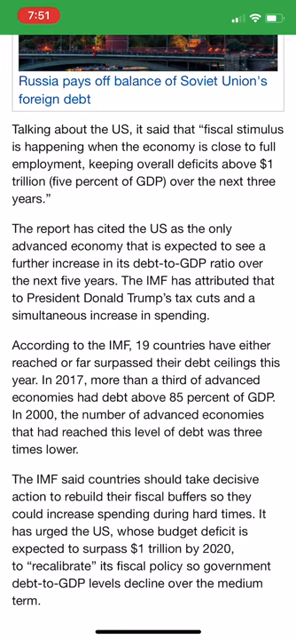 7:51
Russia pays off balance of Soviet Union's
foreign debt
Talking about the US, it said that “fiscal stimulus
is happening when the economy is close to full
employment, keeping overall deficits above $1
trillion (five percent of GDP) over the next three
years.”
The report has cited the US as the only
advanced economy that is expected to see a
further increase in its debt-to-GDP ratio over
the next five years. The IMF has attributed that
to President Donald Trump’s tax cuts and a
simultaneous increase in spending.
According to the IMF, 19 countries have either
reached or far surpassed their debt ceilings this
year. In 2017, more than a third of advanced
economies had debt above 85 percent of GDP.
In 2000, the number of advanced economies
that had reached this level of debt was three
times lower.
The IMF said countries should take decisive
action to rebuild their fiscal buffers so they
could increase spending during hard times. It
has urged the US, whose budget deficit is
expected to surpass $1 trillion by 2020,
to “recalibrate” its fiscal policy so government
debt-to-GDP levels decline over the medium
term.